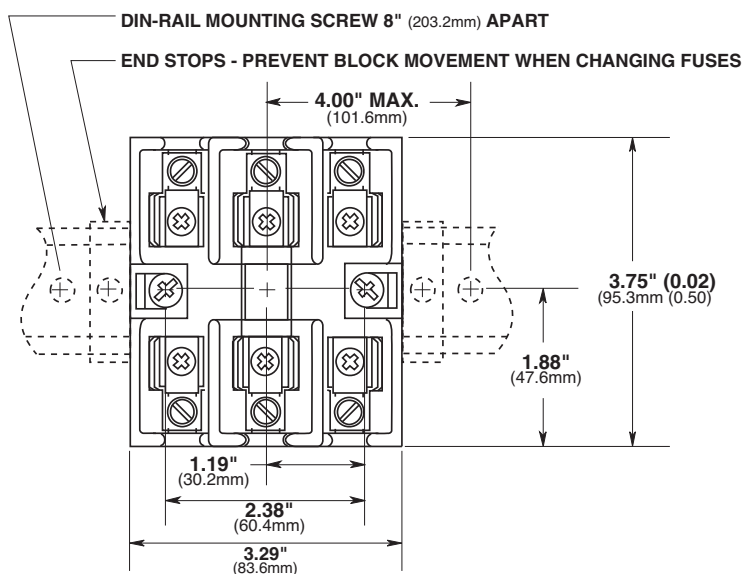 DIN-RAIL MOUNTING SCREW 8" (203.2mm) APART
END STOPS - PREVENT BLOCK MOVEMENT WHEN CHANGING FUSES
4.00" MAX.
(101.6mm)
3.75" (0.02)
(95.3mm (0.50)
1.88"
(47.6mm)
1.19"
(30.2mm)
2.38"
(60.4mm)
3.29"
(83.6mm)